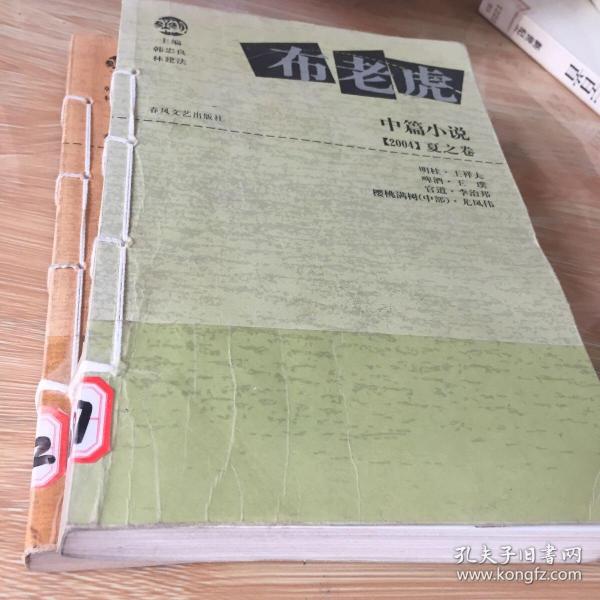 主编
韩忠良
林建法
布老虎
春风文艺出版社
中篇小说
【2004】夏之卷
明桂·王祥夫
啤酒·王瑛
官道·李治邦
樱桃满树(中部)·尤凤伟
7
2
孔夫子旧书网
www.kongfz.com